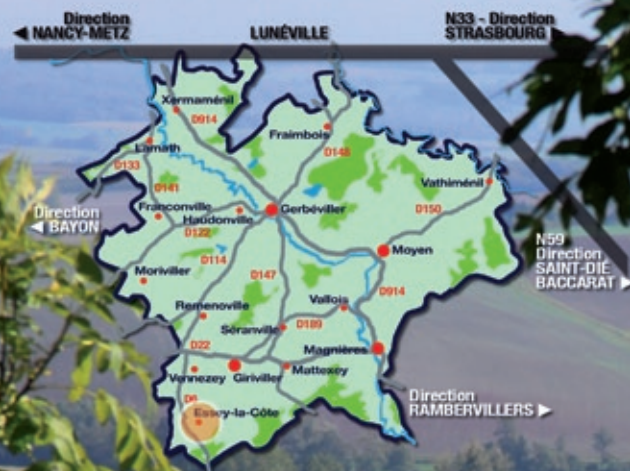 Direction
NANCY-METZ
LUNÉVILLE
N33 - Direction
STRASBOURG
Xermaménil
D914
Fraimbois
D148
Lamath
D133
D141
Vathiménil
Franconville
Haudonville
Gerbéviller
D150
Direction
BAYON
D122
D114
Moyen
N59
Direction
SAINT-DIÉ
BACCARAT
Moriviller
D147
D914
Remenoville
Vallois
Séranville
D189
D22
Magnières
Vennezey
Giriviller
Mattexey
D6
Essey-la-Côte
Direction
RAMBERVILLERS